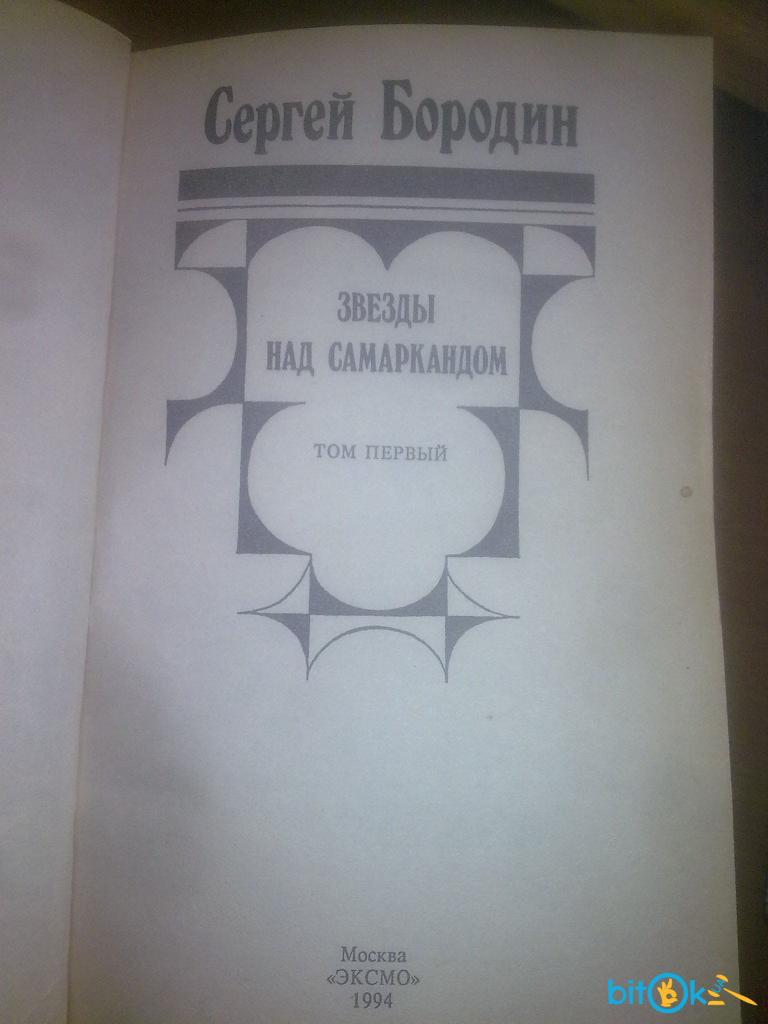 Сергей Бородин
ЗВЕЗДЫ
НАД САМАРКАНДОМ
ТОМ ПЕРВЫЙ
Москва
«ЭКСМО»
1994
bitOk